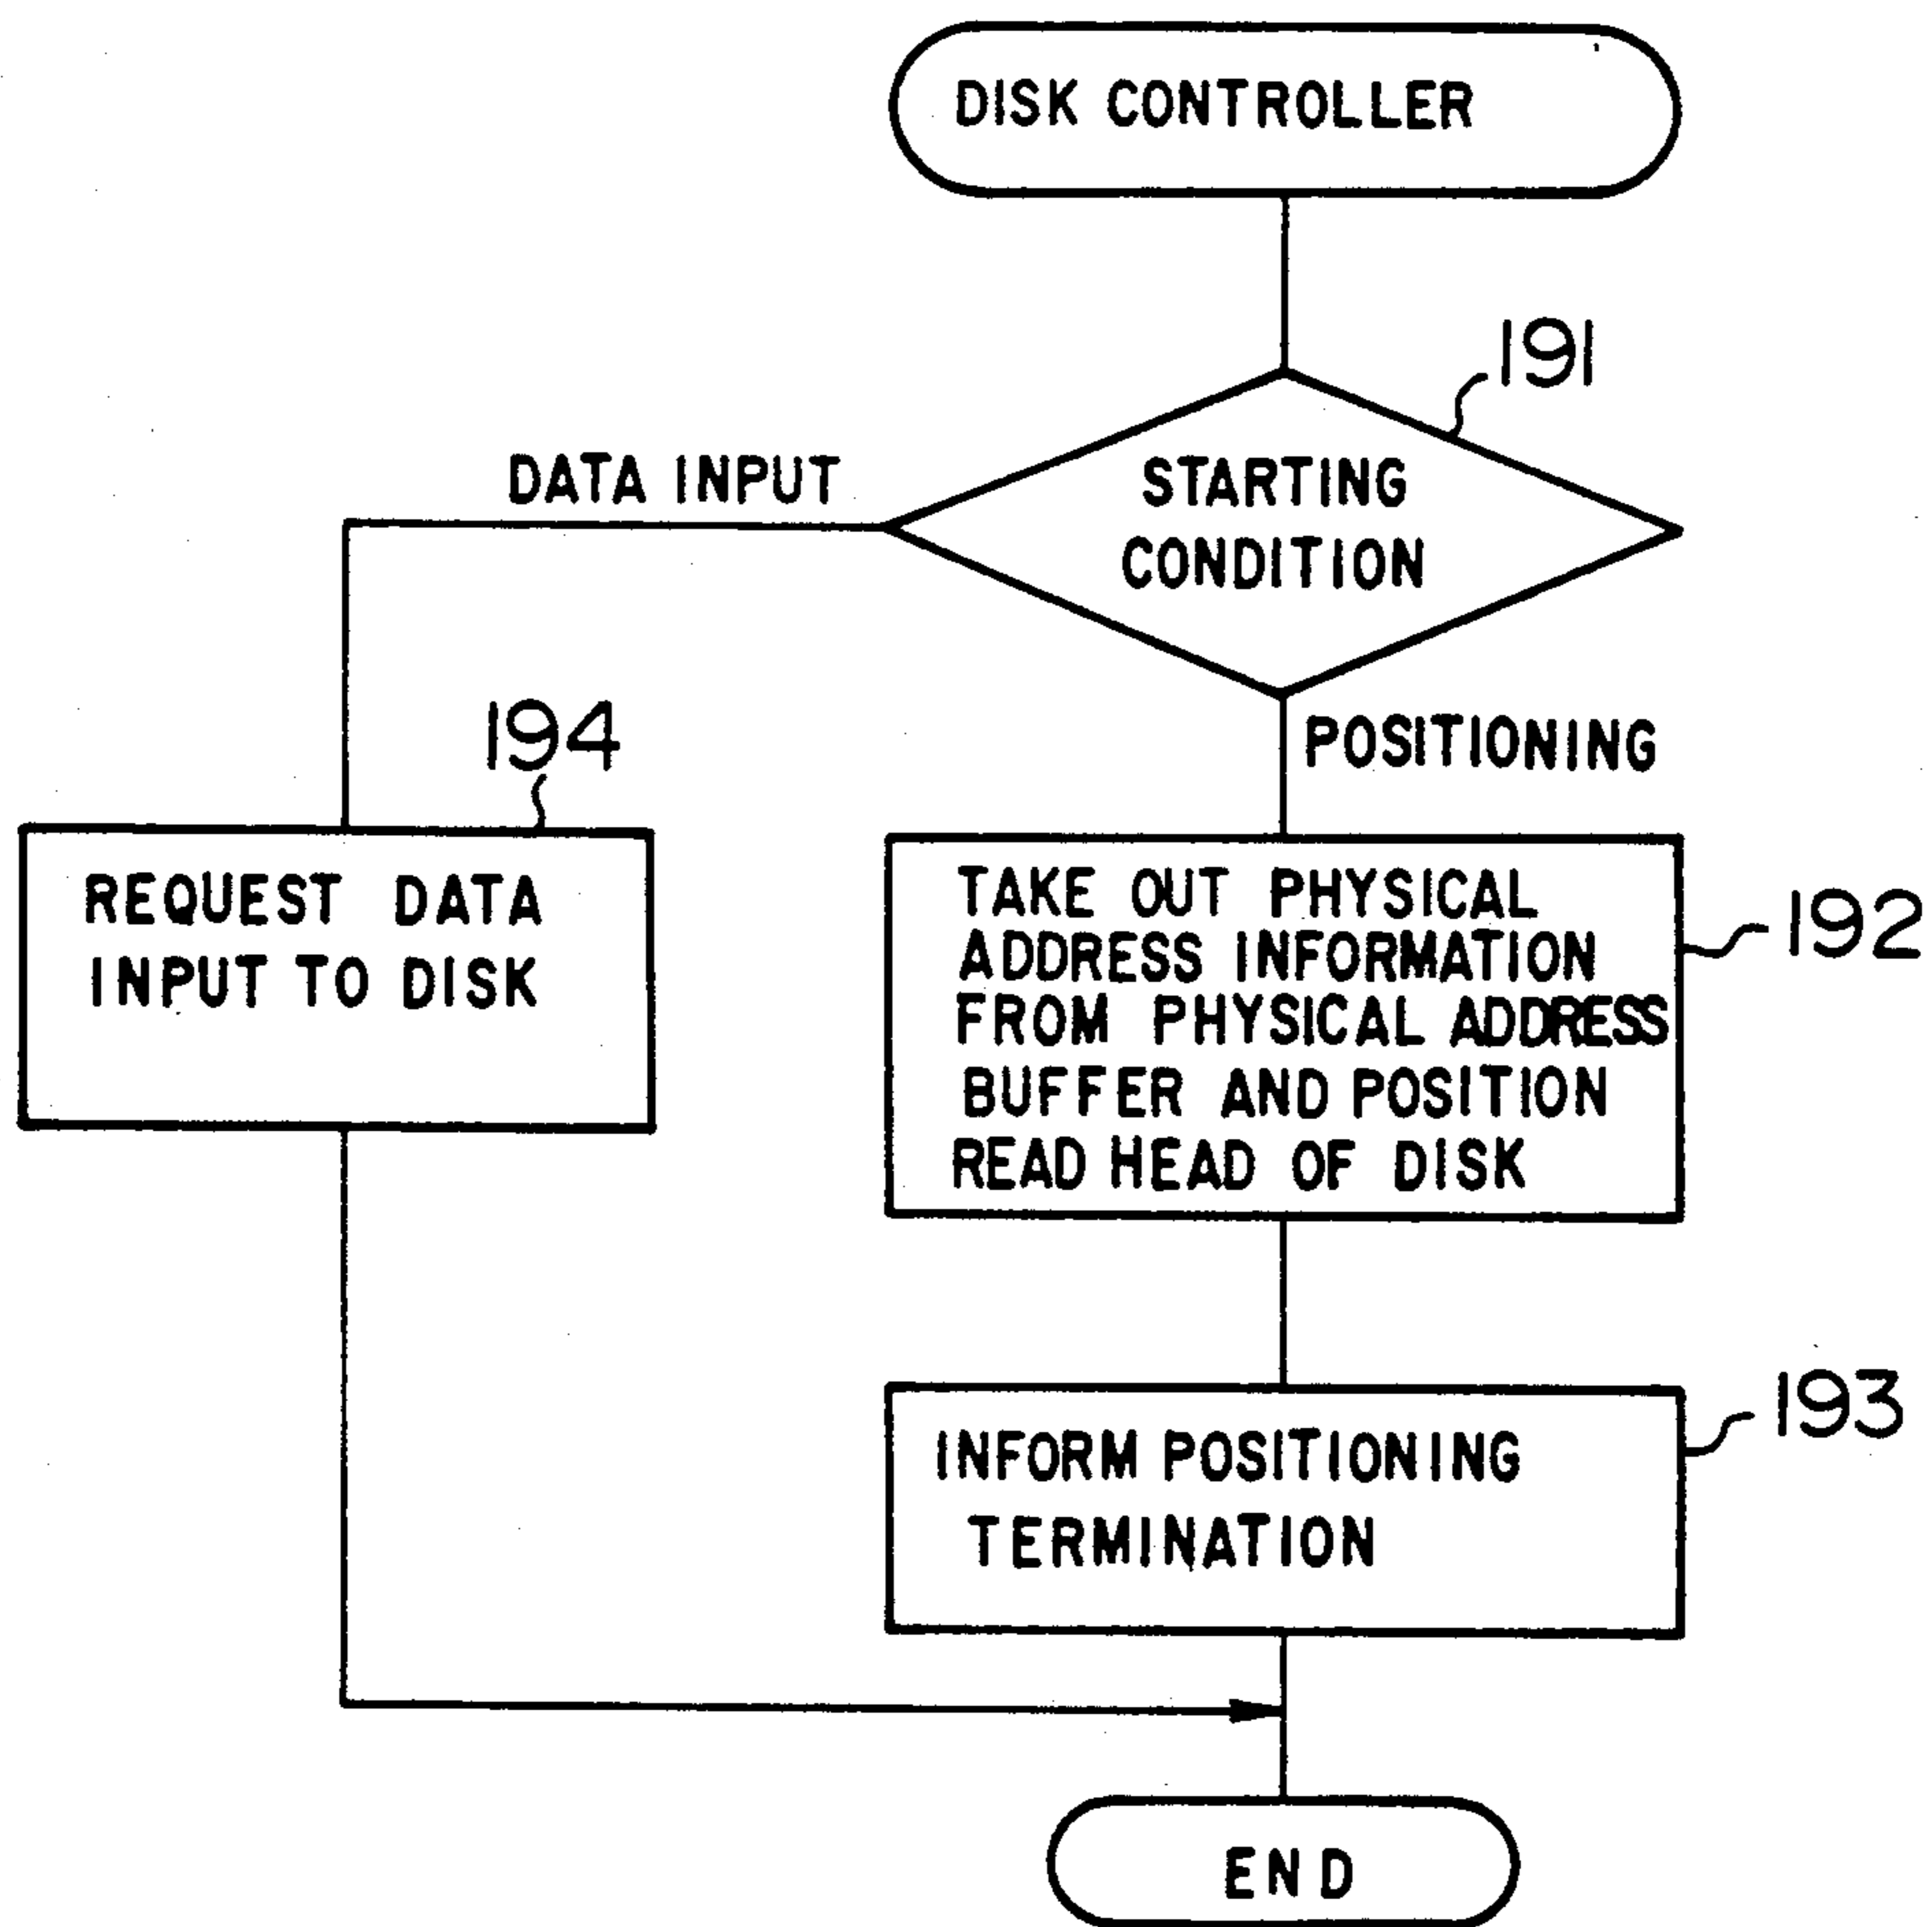 DISK CONTROLLER
191
STARTING
CONDITION
DATA INPUT
POSITIONING
194
REQUEST DATA
INPUT TO DISK
TAKE OUT PHYSICAL
ADDRESS INFORMATION
FROM PHYSICAL ADDRESS
BUFFER AND POSITION
READ HEAD OF DISK
192
INFORM POSITIONING
TERMINATION
193
END